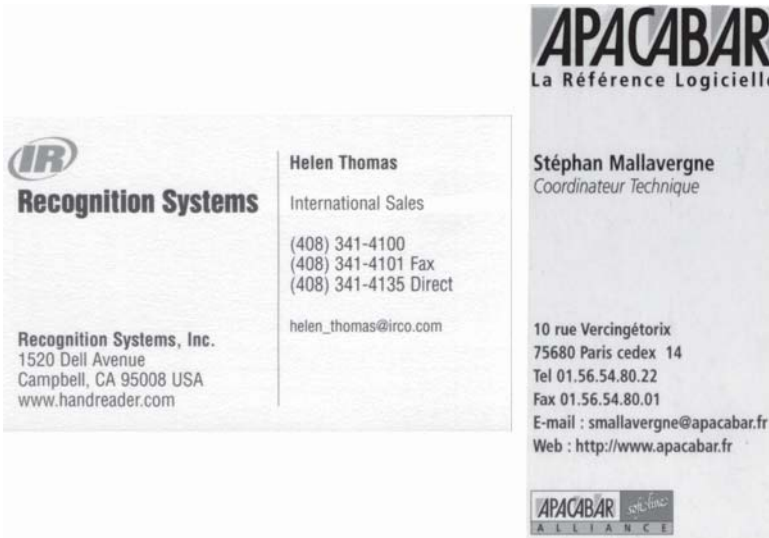 IR
Recognition Systems
Recognition Systems, Inc.
1520 Dell Avenue
Campbell, CA 95008 USA
www.handreader.com
Helen Thomas
International Sales
(408) 341-4100
(408) 341-4101 Fax
(408) 341-4135 Direct
helen_thomas@irco.com
APACABAR
La Référence Logicielle
Stéphan Mallavergne
Coordinateur Technique
10 rue Vercingétorix
75680 Paris cedex 14
Tel 01.56.54.80.22
Fax 01.56.54.80.01
E-mail : smallavergne@apacabar.fr
Web : http://www.apacabar.fr
APACABAR soft-line
ALLIANCE